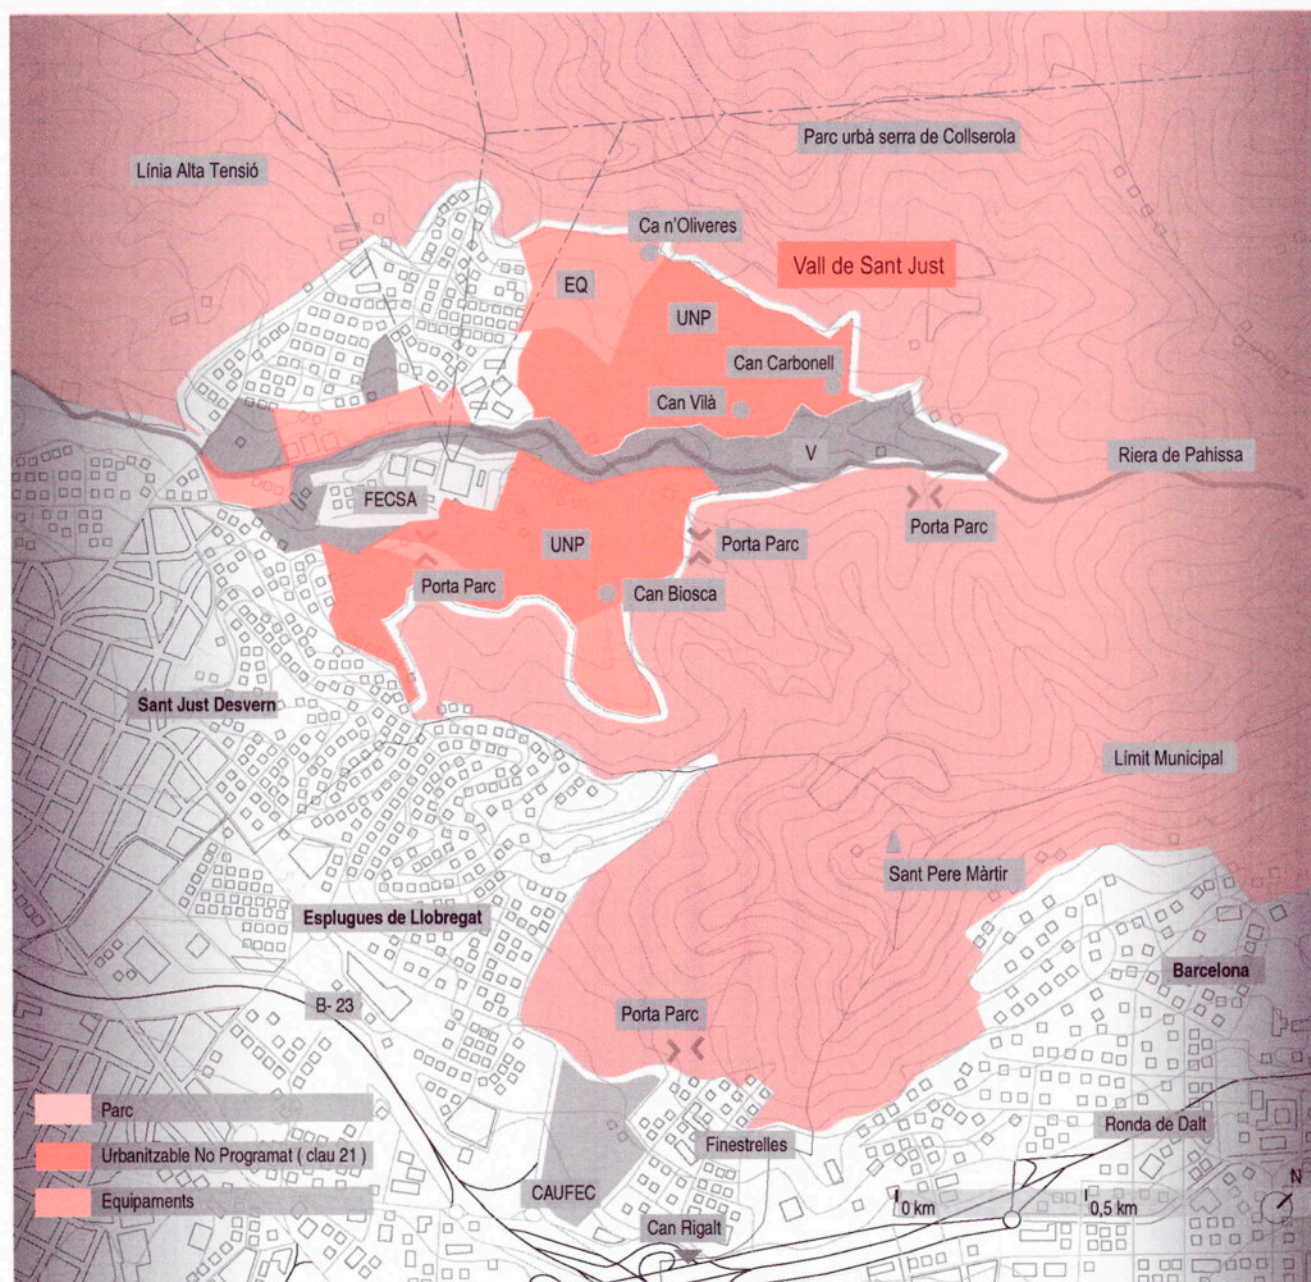 Parc urbà serra de Collserola
Línia Alta Tensió
Ca n'Oliveres
Vall de Sant Just
EQ
UNP
Can Carbonell
Can Vilà
V
Riera de Pahissa
FECSA
Porta Parc
UNP
Porta Parc
Porta Parc
Can Biosca
Sant Just Desvern
Límit Municipal
Sant Pere Màrtir
Esplugues de Llobregat
Barcelona
B- 23
Porta Parc
Parc
Urbanitzable No Programat ( clau 21 )
Equipaments
Finestrelles
Ronda de Dalt
CAUFEC
Can Rigalt
N
0 km
0,5 km